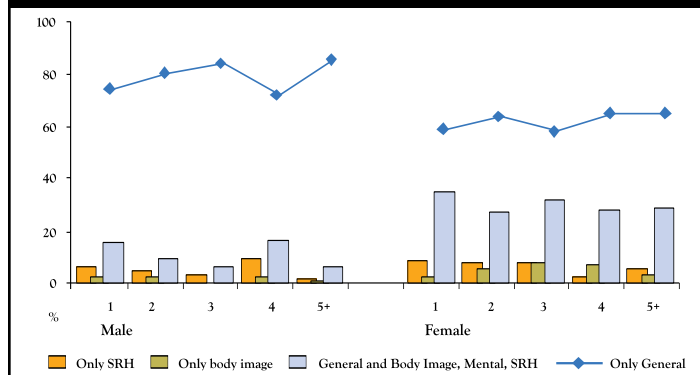 100
80
60
40
20
0
%
1 2 3 4 5+ 1 2 3 4 5+
Male Female
Only SRH Only body image General and Body Image, Mental, SRH Only General